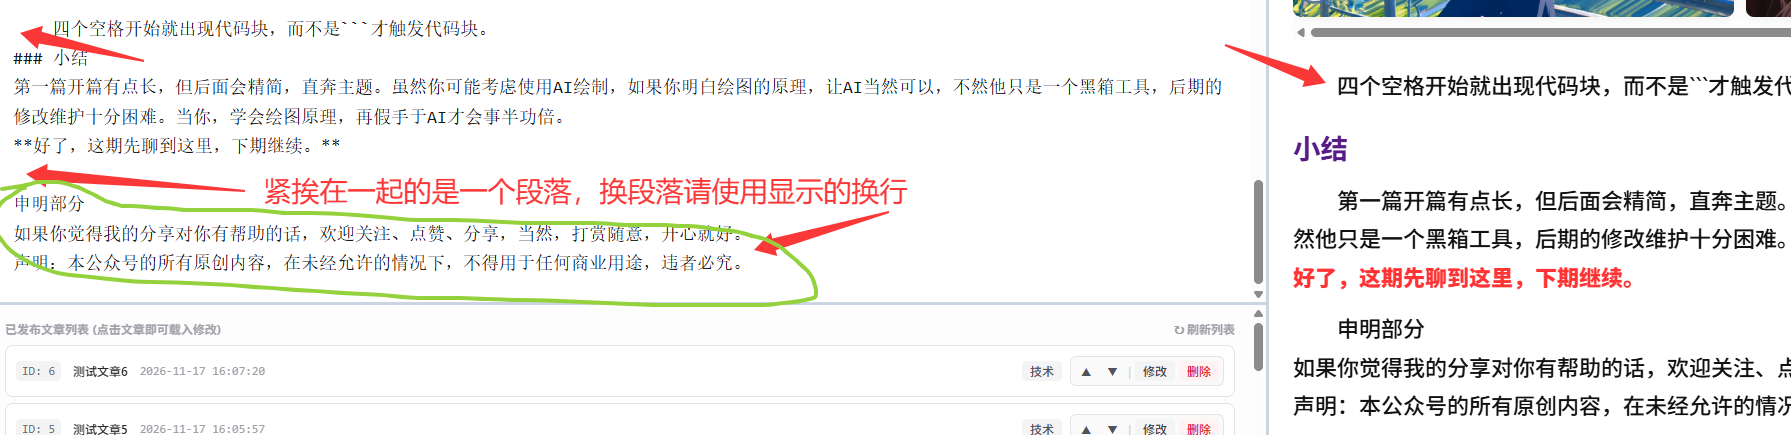 四个空格开始就出现代码块，而不是```才触发代码块。
### 小结
第一篇开篇有点长，但后面会精简，直奔主题。虽然你可能考虑使用AI绘制，如果你明白绘图的原理，让AI当然可以，不然他只是一个黑箱工具，后期的
修改维护十分困难。当你，学会绘图原理，再假手于AI才会事半功倍。
**好了，这期先聊到这里，下期继续。**
紧挨在一起的是一个段落，换段落请使用显示的换行
申明部分
如果你觉得我的分享对你有帮助的话，欢迎关注、点赞、分享，当然，打赏随意，开心就好。
声明：本公众号的所有原创内容，在未经允许的情况下，不得用于任何商业用途，违者必究。
已发布文章列表 (点击文章即可载入修改)
↻ 刷新列表
ID: 6 测试文章6 2026-11-17 16:07:20 技术 ▲ ▼ | 修改 删除
ID: 5 测试文章5 2026-11-17 16:05:57 技术 ▲ ▼ | 修改 删除
四个空格开始就出现代码块，而不是```才触发代
小结
第一篇开篇有点长，但后面会精简，直奔主题。
然他只是一个黑箱工具，后期的修改维护十分困难。
好了，这期先聊到这里，下期继续。
申明部分
如果你觉得我的分享对你有帮助的话，欢迎关注、点
声明：本公众号的所有原创内容，在未经允许的情况